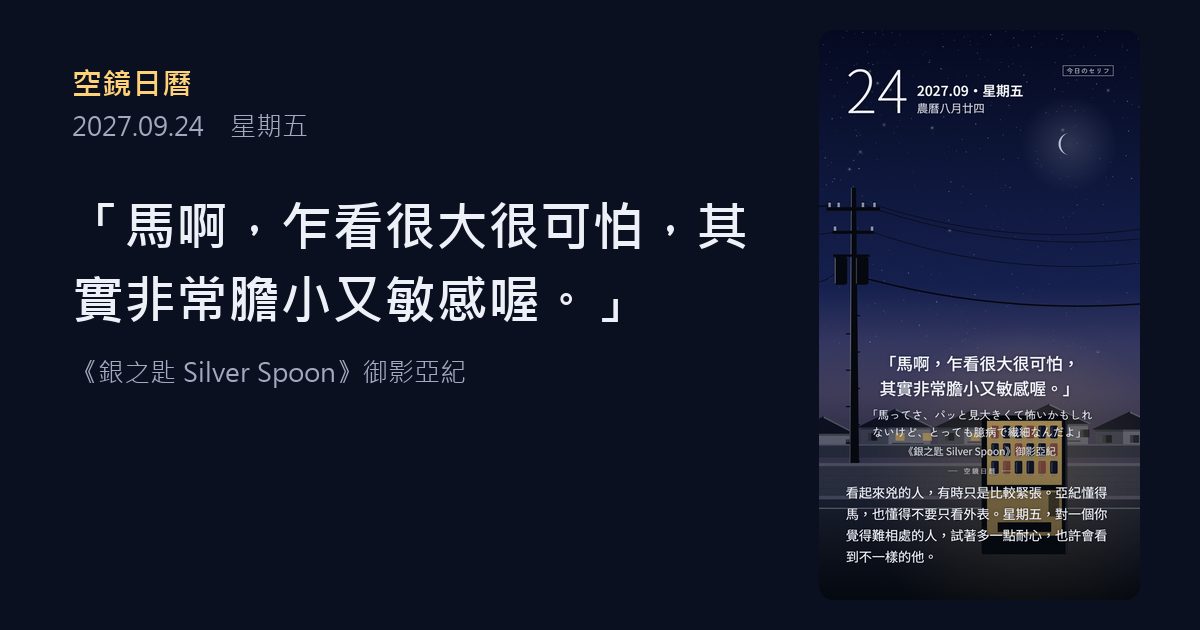 空鏡日曆
2027.09.24 星期五
「馬啊，乍看很大很可怕，其
實非常膽小又敏感喔。」
《銀之匙 Silver Spoon》御影亞紀
24
2027.09・星期五
農曆八月廿四
今日のセリフ
「馬啊，乍看很大很可怕，
其實非常膽小又敏感喔。」
「馬ってさ、パッと見大きくて怖いかもしれ
ないけど、とっても臆病で繊細なんだよ」
《銀之匙 Silver Spoon》御影亞紀
— 空鏡日曆 —
看起來兇的人，有時只是比較緊張。亞紀懂得
馬，也懂得不要只看外表。星期五，對一個你
覺得難相處的人，試著多一點耐心，也許會看
到不一樣的他。